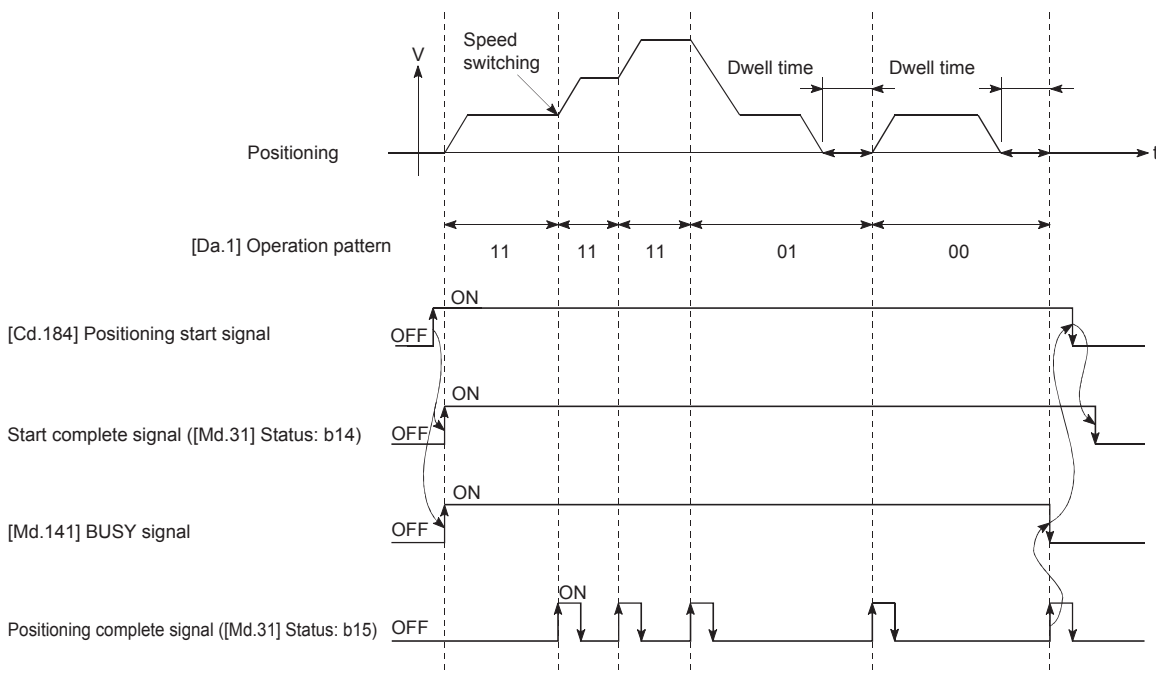 V
Speed
switching
Dwell time
Dwell time
Positioning
t
[Da.1] Operation pattern
11
11
11
01
00
ON
[Cd.184] Positioning start signal
OFF
ON
Start complete signal ([Md.31] Status: b14)
OFF
ON
[Md.141] BUSY signal
OFF
ON
Positioning complete signal ([Md.31] Status: b15)
OFF